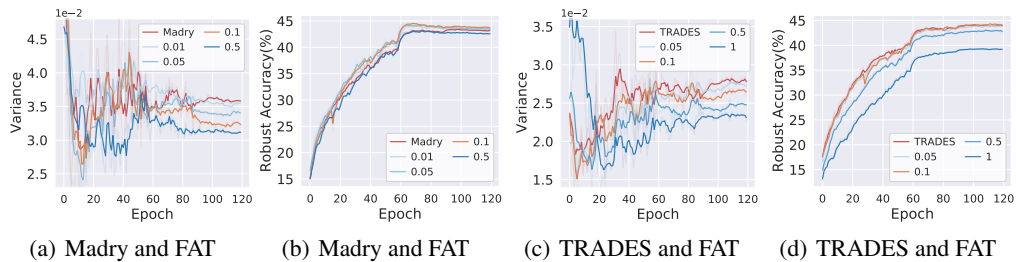 1e-2
Variance
4.5
4.0
3.5
3.0
2.5
Madry
0.01
0.05
0.1
0.5
0 20 40 60 80 100 120
Epoch
(a) Madry and FAT
Robust Accuracy(%)
45
40
35
30
25
20
15
Madry
0.01
0.05
0.1
0.5
0 20 40 60 80 100 120
Epoch
(b) Madry and FAT
1e-2
Variance
3.5
3.0
2.5
2.0
1.5
TRADES
0.05
0.1
0.5
1
0 20 40 60 80 100 120
Epoch
(c) TRADES and FAT
Robust Accuracy(%)
45
40
35
30
25
20
15
TRADES
0.05
0.1
0.5
1
0 20 40 60 80 100 120
Epoch
(d) TRADES and FAT